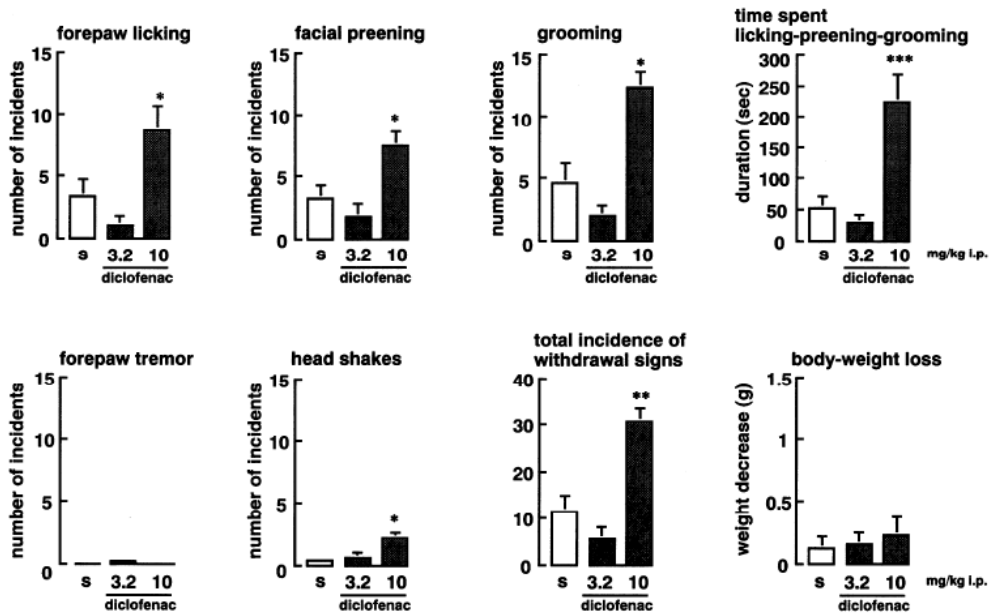 forepaw licking
number of incidents
15
10
5
0
*
s 3.2 10
diclofenac
facial preening
number of incidents
15
10
5
0
*
s 3.2 10
diclofenac
grooming
number of incidents
15
10
5
0
*
s 3.2 10
diclofenac
time spent
licking-preening-grooming
duration (sec)
300
250
200
150
100
50
0
***
s 3.2 10 mg/kg i.p.
diclofenac
forepaw tremor
number of incidents
15
10
5
0
s 3.2 10
diclofenac
head shakes
number of incidents
15
10
5
0
*
s 3.2 10
diclofenac
total incidence of
withdrawal signs
40
30
20
10
0
**
s 3.2 10
diclofenac
body-weight loss
weight decrease (g)
1.5
1
0.5
0
s 3.2 10 mg/kg i.p.
diclofenac